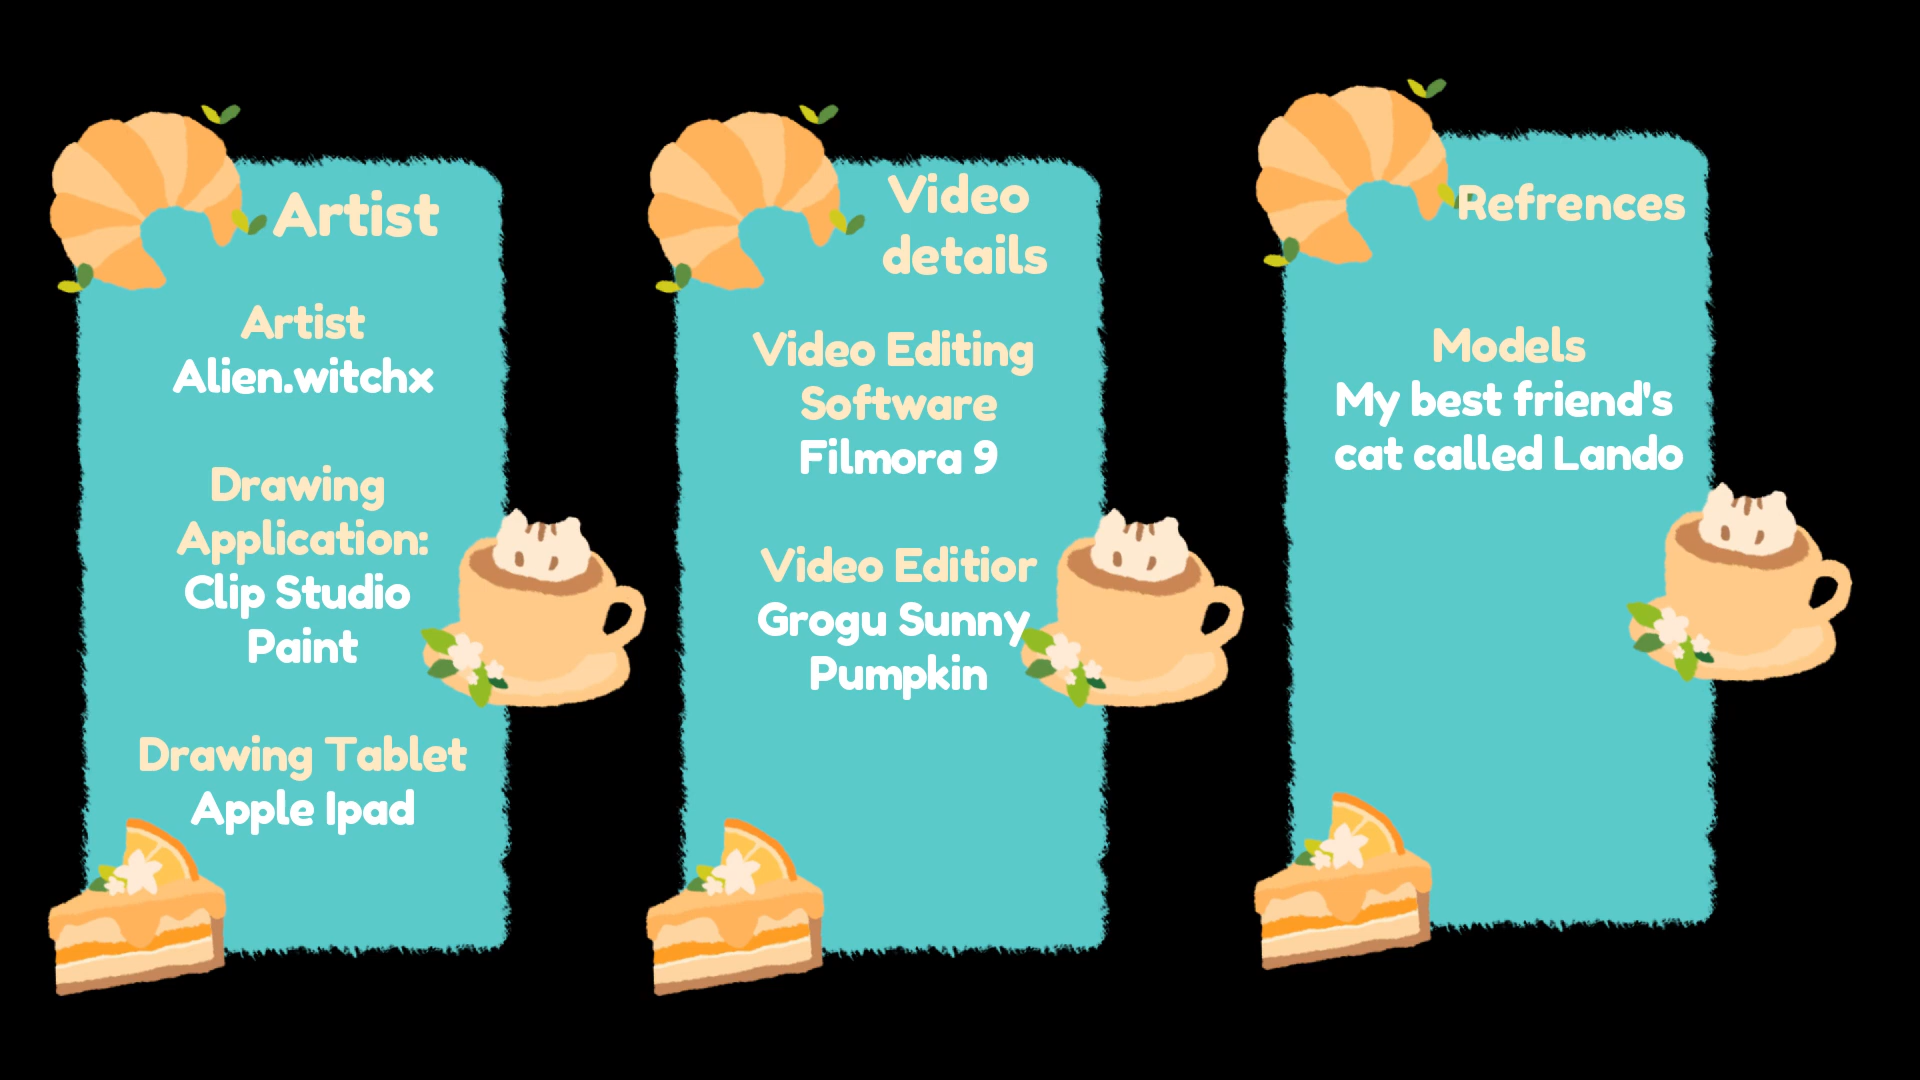 Artist
Artist
Alien.witchx
Drawing
Application:
Clip Studio
Paint
Drawing Tablet
Apple Ipad
Video
details
Video Editing
Software
Filmora 9
Video Editior
Grogu Sunny
Pumpkin
Refrences
Models
My best friend's
cat called Lando